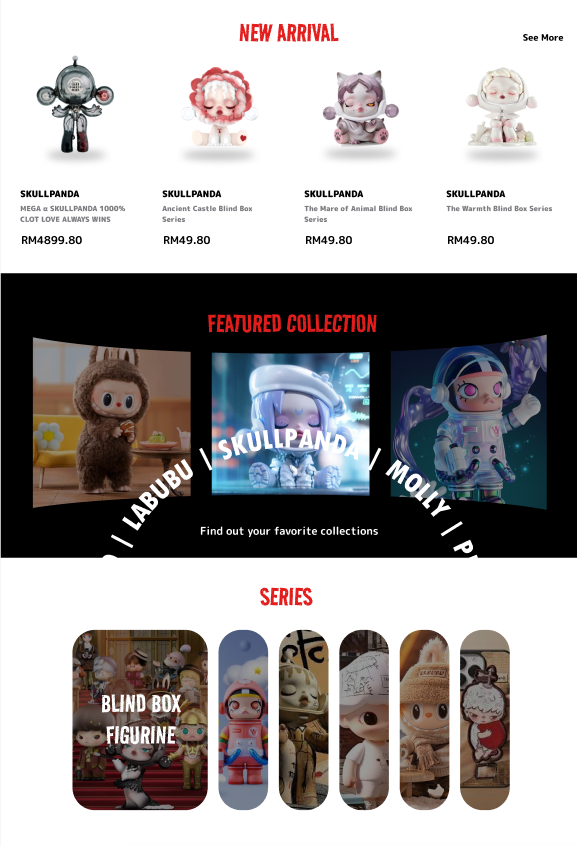 NEW ARRIVAL
See More
SKULLPANDA
MEGA α SKULLPANDA 1000%
CLOT LOVE ALWAYS WINS
RM4899.80
SKULLPANDA
Ancient Castle Blind Box
Series
RM49.80
SKULLPANDA
The Mare of Animal Blind Box
Series
RM49.80
SKULLPANDA
The Warmth Blind Box Series
RM49.80
FEATURED COLLECTION
| LABUBU | SKULLPANDA | MOLLY |
Find out your favorite collections
SERIES
BLIND BOX
FIGURINE